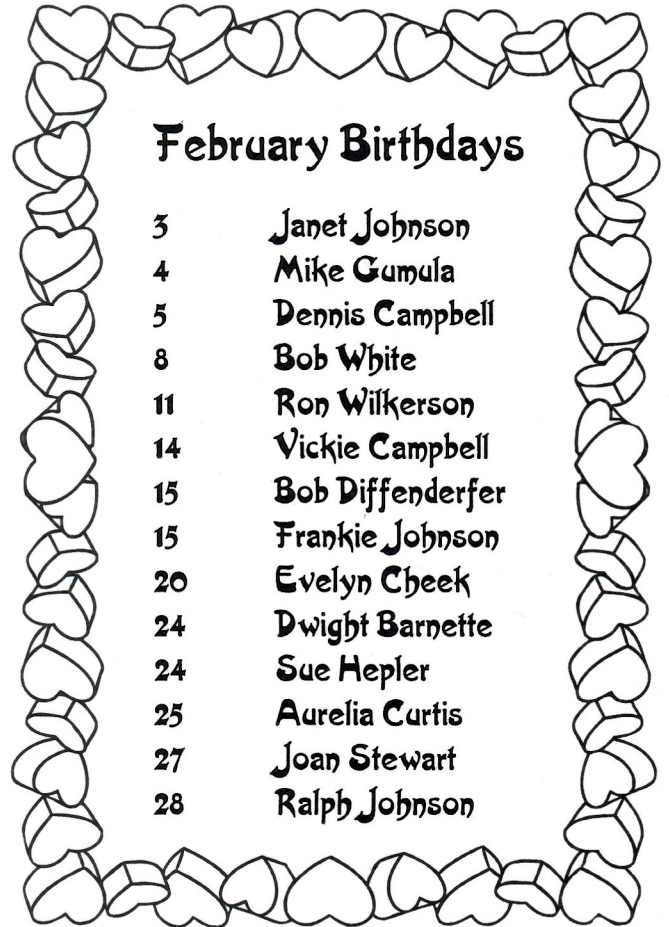 February Birthdays
3 Janet Johnson
4 Mike Gumula
5 Dennis Campbell
8 Bob White
11 Ron Wilkerson
14 Vickie Campbell
15 Bob Diffenderfer
15 Frankie Johnson
20 Evelyn Cheek
24 Dwight Barnette
24 Sue Hepler
25 Aurelia Curtis
27 Joan Stewart
28 Ralph Johnson